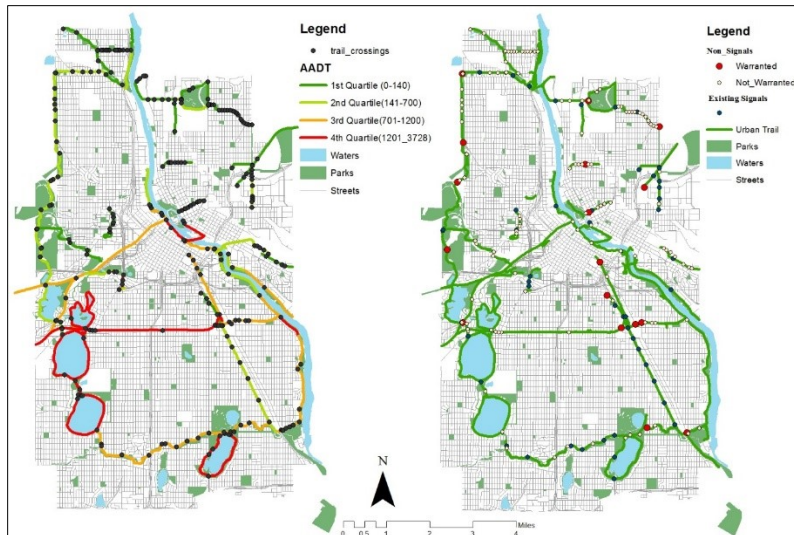 Legend
trail_crossings
AADT
1st Quartile (0-140)
2nd Quartile(141-700)
3rd Quartile(701-1200)
4th Quartile(1201_3728)
Waters
Parks
Streets
Legend
Non_Signals
Warranted
Not_Warranted
Existing Signals
Urban Trail
Parks
Waters
Streets
N
Miles
0 0.5 1 2 3 4